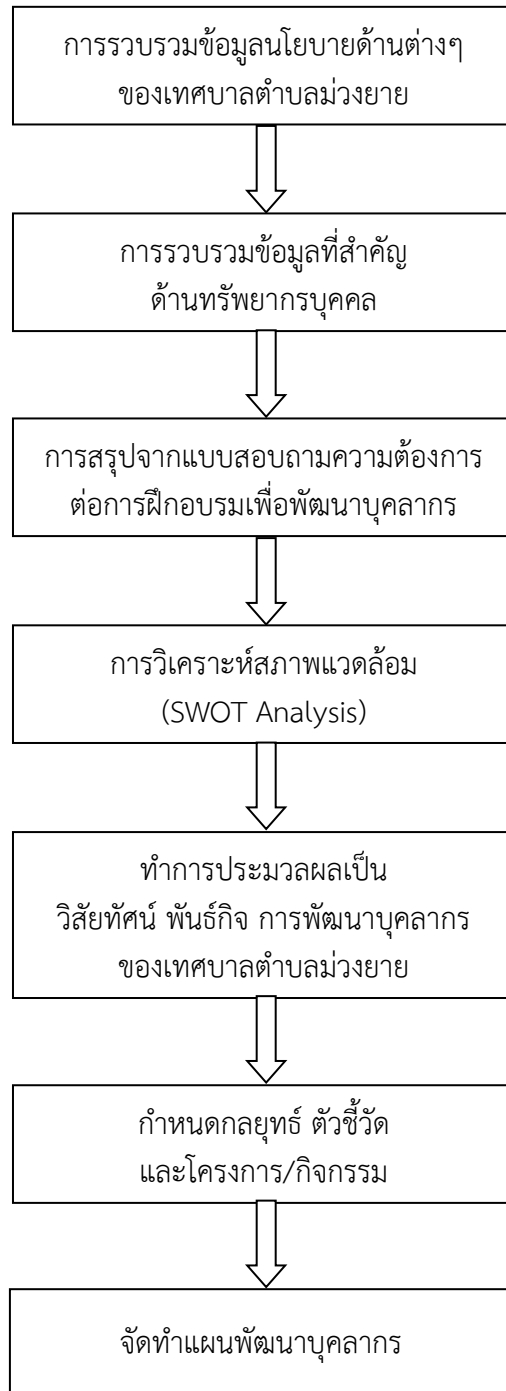 การรวบรวมข้อมูลนโยบายด้านต่างๆ
ของเทศบาลตำบลม่วงยาย
การรวบรวมข้อมูลที่สำคัญ
ด้านทรัพยากรบุคคล
การสรุปจากแบบสอบถามความต้องการ
ต่อการฝึกอบรมเพื่อพัฒนาบุคลากร
การวิเคราะห์สภาพแวดล้อม
(SWOT Analysis)
ทำการประมวลผลเป็น
วิสัยทัศน์ พันธ์กิจ การพัฒนาบุคลากร
ของเทศบาลตำบลม่วงยาย
กำหนดกลยุทธ์ ตัวชี้วัด
และโครงการ/กิจกรรม
จัดทำแผนพัฒนาบุคลากร